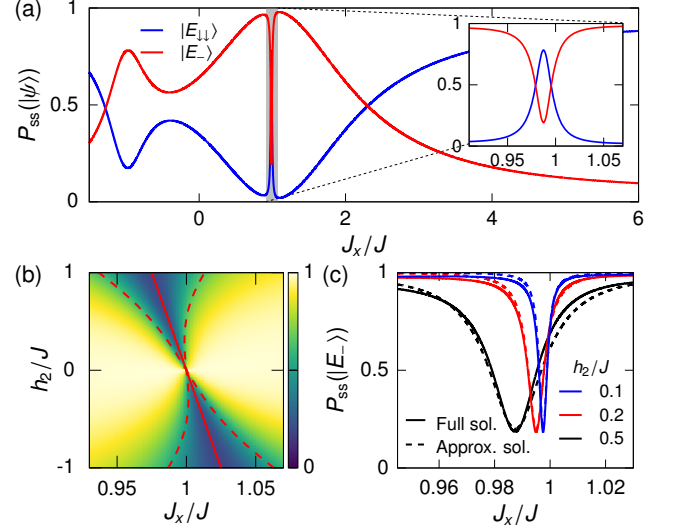 (a)
|E↓↓⟩
|E₋⟩
P_ss(|ψ⟩)
1
0.5
0
0 2 4 6
J_x/J
1
0.5
0
0.95 1 1.05
(b)
h₂/J
1
0
-1
0.95 1 1.05
J_x/J
1
0
(c)
P_ss(|E₋⟩)
1
0.5
0
h₂/J
0.1
0.2
0.5
Full sol.
Approx. sol.
0.96 0.98 1 1.02
J_x/J